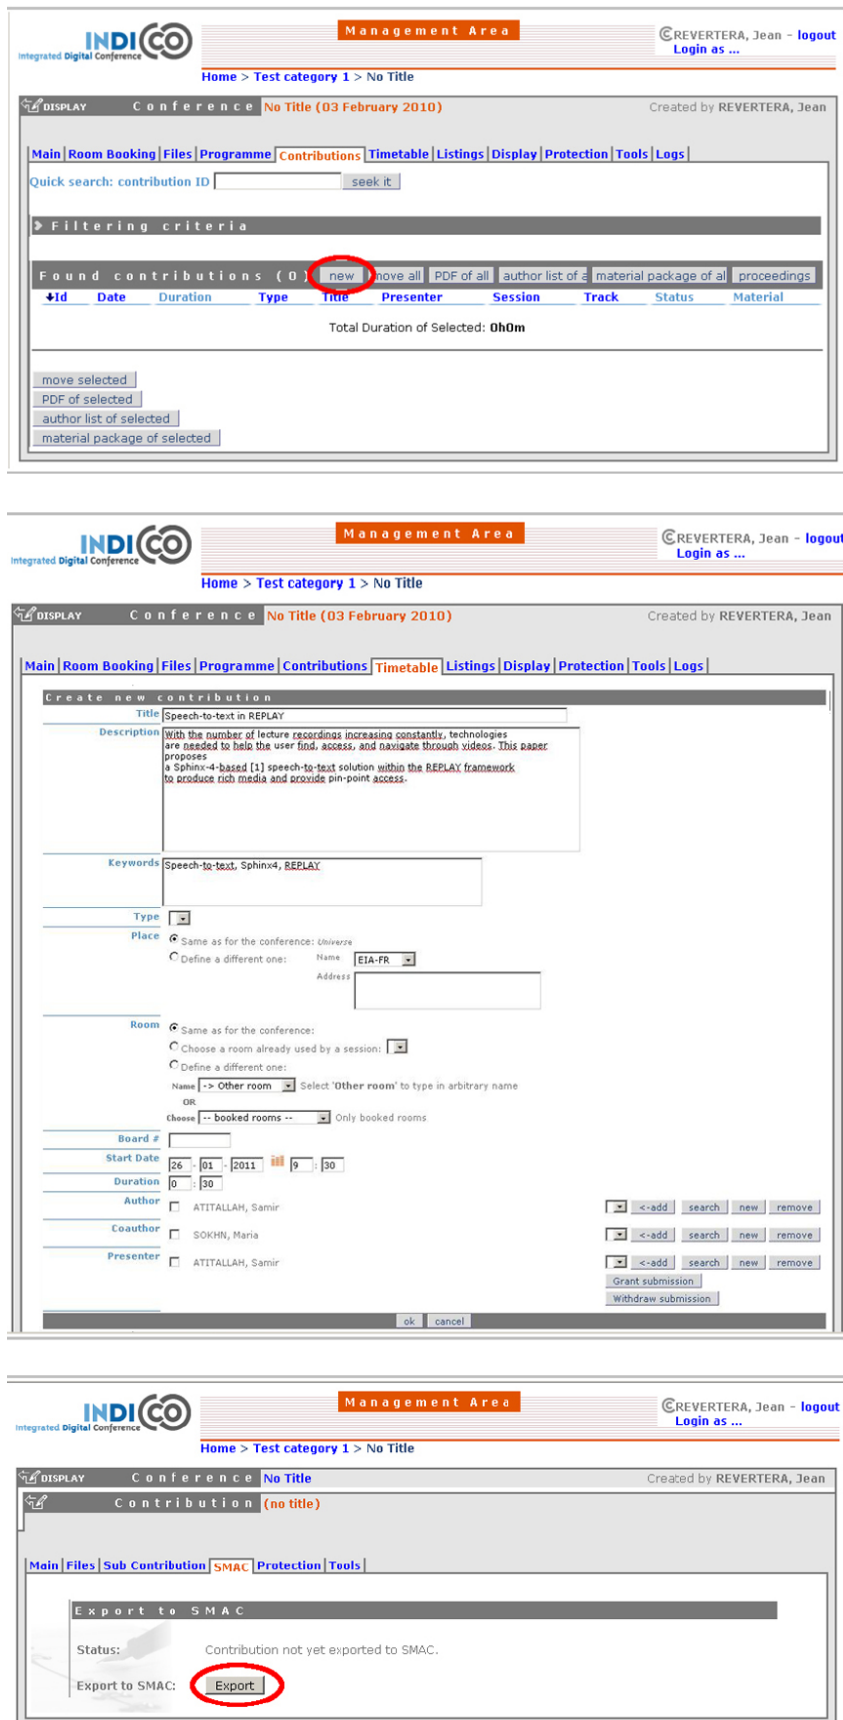 INDICO
Integrated Digital Conference
Management Area
REVERTERA, Jean - logout
Login as ...
Home > Test category 1 > No Title
DISPLAY Conference No Title (03 February 2010) Created by REVERTERA, Jean
Main | Room Booking | Files | Programme | Contributions | Timetable | Listings | Display | Protection | Tools | Logs |
Quick search: contribution ID seek it
Filtering criteria
Found contributions (0) new move all PDF of all author list of a material package of al proceedings
Id Date Duration Type Title Presenter Session Track Status Material
Total Duration of Selected: 0h0m
move selected
PDF of selected
author list of selected
material package of selected
INDICO
Integrated Digital Conference
Management Area
REVERTERA, Jean - logout
Login as ...
Home > Test category 1 > No Title
DISPLAY Conference No Title (03 February 2010) Created by REVERTERA, Jean
Main | Room Booking | Files | Programme | Contributions | Timetable | Listings | Display | Protection | Tools | Logs |
Create new contribution
Title Speech-to-text in REPLAY
Description With the number of lecture recordings increasing constantly, technologies
are needed to help the user find, access, and navigate through videos. This paper
proposes
a Sphinx-4-based [1] speech-to-text solution within the REPLAY framework
to produce rich media and provide pin-point access.
Keywords Speech-to-text, Sphinx4, REPLAY
Type
Place Same as for the conference: Universe
Define a different one: Name EIA-FR
Address
Room Same as for the conference:
Choose a room already used by a session:
Define a different one:
Name -> Other room Select 'Other room' to type in arbitrary name
OR
Choose -- booked rooms -- Only booked rooms
Board #
Start Date 26 - 01 - 2011 9 : 30
Duration 0 : 30
Author ATITALLAH, Samir <-add search new remove
Coauthor SOKHN, Maria <-add search new remove
Presenter ATITALLAH, Samir <-add search new remove
Grant submission
Withdraw submission
ok cancel
INDICO
Integrated Digital Conference
Management Area
REVERTERA, Jean - logout
Login as ...
Home > Test category 1 > No Title
DISPLAY Conference No Title Created by REVERTERA, Jean
Contribution (no title)
Main | Files | Sub Contribution | SMAC | Protection | Tools |
Export to SMAC
Status: Contribution not yet exported to SMAC.
Export to SMAC: Export